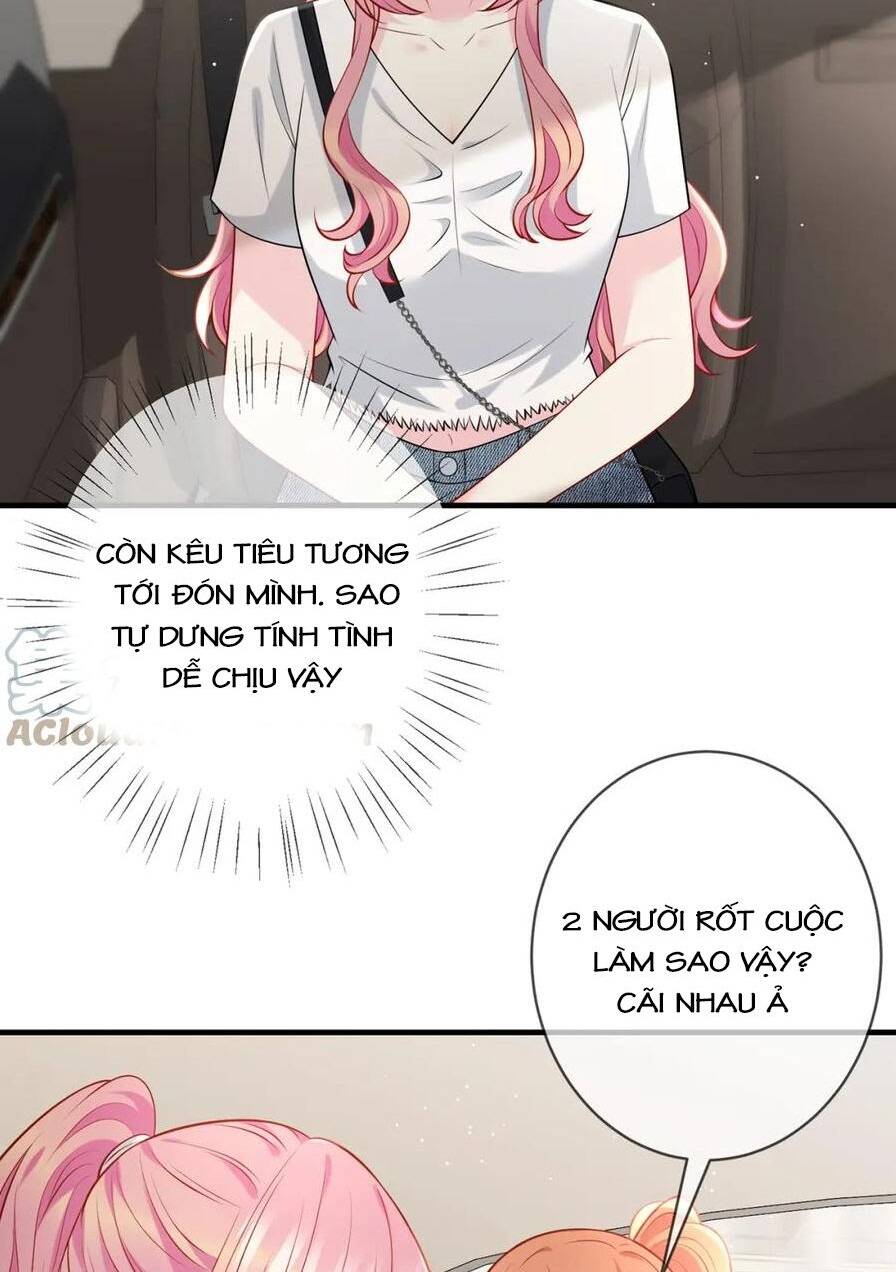 CÒN KÊU TIÊU TƯƠNG
TỚI ĐÓN MÌNH. SAO
TỰ DƯNG TÍNH TÌNH
DỄ CHỊU VẬY
2 NGƯỜI RỐT CUỘC
LÀM SAO VẬY?
CÃI NHAU Ả